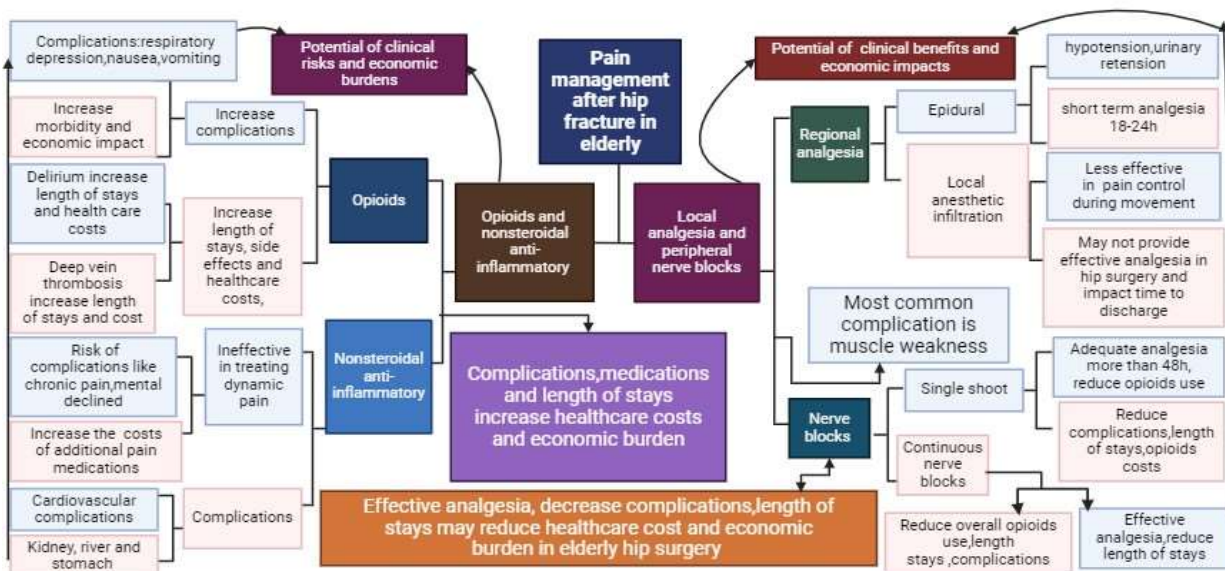 Complications:respiratory
depression,nausea,vomiting
Increase
morbidity and
economic impact
Increase
complications
Delirium increase
length of stays
and health care
costs
Deep vein
thrombosis
increase length
of stays and cost
Increase
length of
stays, side
effects and
healthcare
costs,
Opioids
Risk of
complications like
chronic pain,mental
declined
Increase the costs
of additional pain
medications
Ineffective
in treating
dynamic
pain
Nonsteroidal
anti-
inflammatory
Cardiovascular
complications
Kidney, river and
stomach
Complications
Potential of clinical
risks and economic
burdens
Opioids and
nonsteroidal
anti-
inflammatory
Pain
management
after hip
fracture in
elderly
Local
analgesia and
peripheral
nerve blocks
Complications,medications
and length of stays
increase healthcare costs
and economic burden
Effective analgesia, decrease complications,length of
stays may reduce healthcare cost and economic
burden in elderly hip surgery
Potential of clinical benefits and
economic impacts
Regional
analgesia
Epidural
hypotension,urinary
retension
short term analgesia
18-24h
Local
anesthetic
infiltration
Less effective
in pain control
during movement
May not provide
effective analgesia in
hip surgery and
impact time to
discharge
Most common
complication is
muscle weakness
Nerve
blocks
Single shoot
Adequate analgesia
more than 48h,
reduce opioids use
Reduce
complications,length
of stays,opioids
costs
Continuous
nerve
blocks
Reduce overall opioids
use,length
stays ,complications
Effective
analgesia,reduce
length of stays